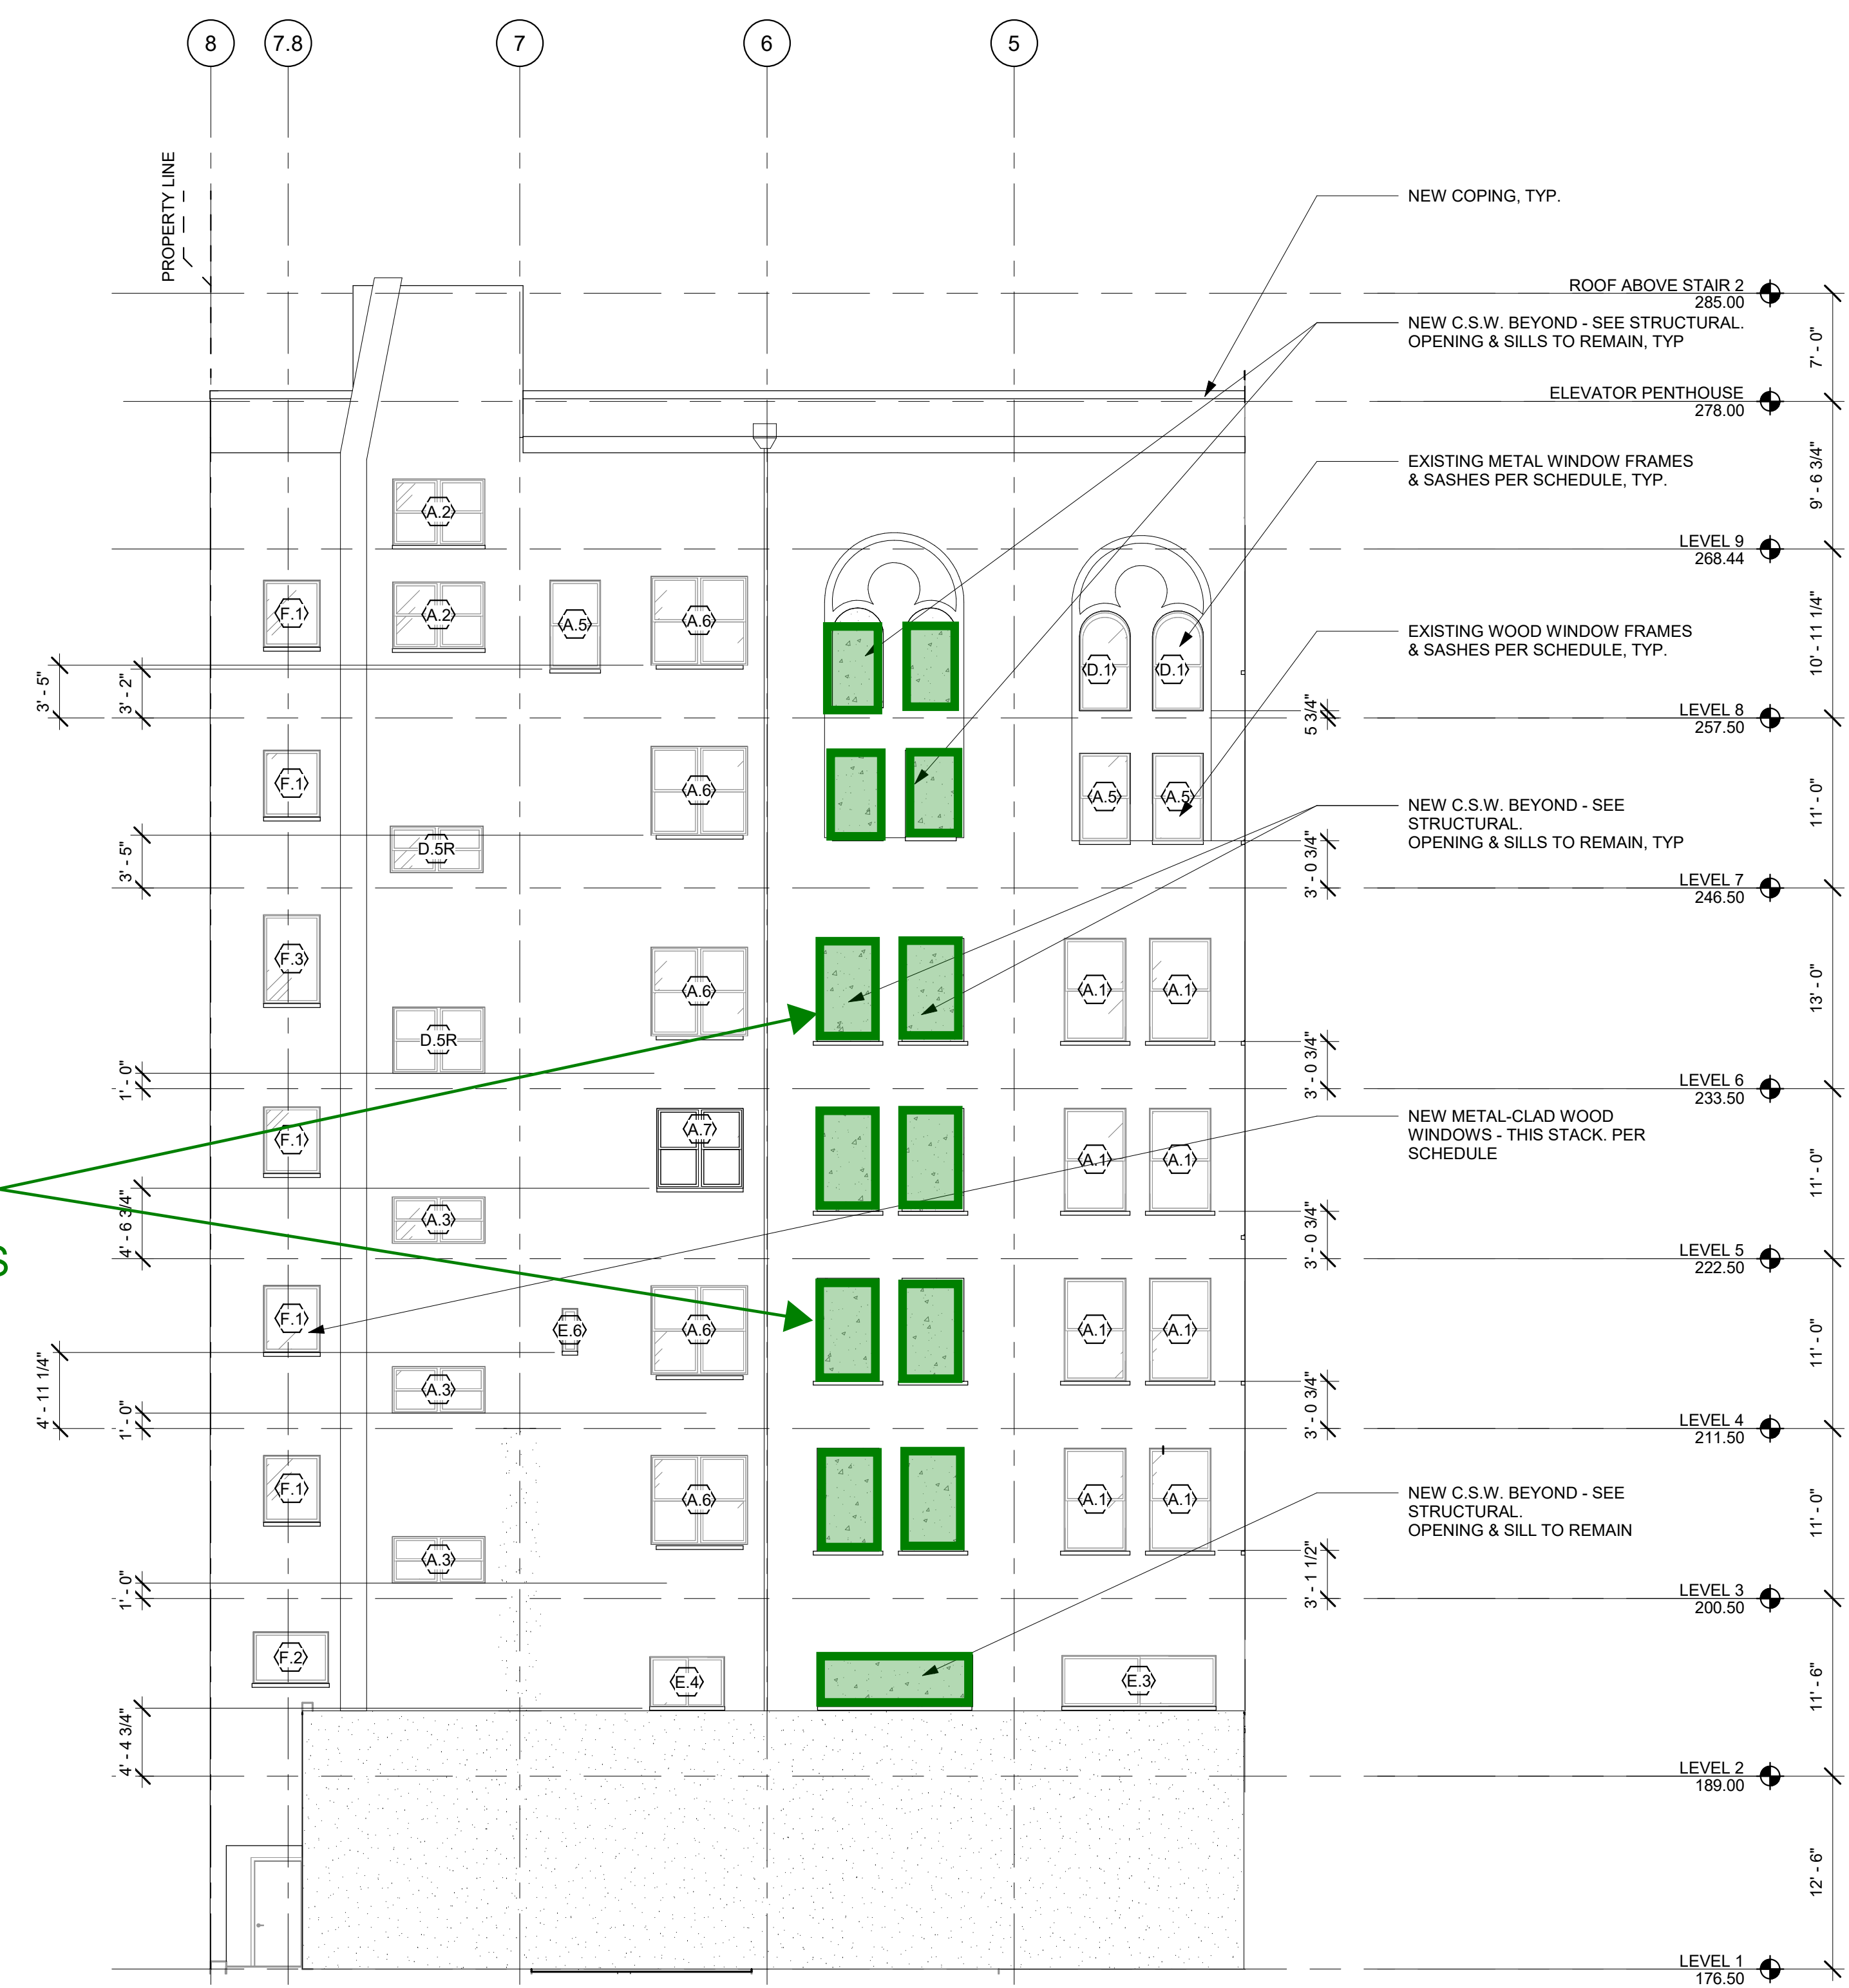 8
7.8
7
6
5
PROPERTY LINE
NEW COPING, TYP.
ROOF ABOVE STAIR 2
285.00
NEW C.S.W. BEYOND - SEE STRUCTURAL.
OPENING & SILLS TO REMAIN, TYP
7' - 0"
ELEVATOR PENTHOUSE
278.00
EXISTING METAL WINDOW FRAMES
& SASHES PER SCHEDULE, TYP.
9' - 6 3/4"
A.2
LEVEL 9
268.44
F.1
A.2
A.5
A.6
10' - 11 1/4"
EXISTING WOOD WINDOW FRAMES
& SASHES PER SCHEDULE, TYP.
D.1
D.1
3' - 5"
3' - 2"
5 3/4"
LEVEL 8
257.50
F.1
A.6
A.5
A.5
NEW C.S.W. BEYOND - SEE
STRUCTURAL.
OPENING & SILLS TO REMAIN, TYP
11' - 0"
D.5R
3' - 5"
3' - 0 3/4"
LEVEL 7
246.50
F.3
A.6
A.1
A.1
13' - 0"
D.5R
1' - 0"
3' - 0 3/4"
LEVEL 6
233.50
NEW METAL-CLAD WOOD
WINDOWS - THIS STACK. PER
SCHEDULE
F.1
A.7
A.1
A.1
11' - 0"
A.3
4' - 6 3/4"
3' - 0 3/4"
LEVEL 5
222.50
F.1
E.6
A.6
A.1
A.1
11' - 0"
A.3
4' - 11 1/4"
1' - 0"
3' - 0 3/4"
LEVEL 4
211.50
F.1
A.6
A.1
A.1
NEW C.S.W. BEYOND - SEE
STRUCTURAL.
OPENING & SILL TO REMAIN
11' - 0"
A.3
1' - 0"
3' - 1 1/2"
LEVEL 3
200.50
F.2
E.4
E.3
11' - 6"
4' - 4 3/4"
LEVEL 2
189.00
12' - 6"
LEVEL 1
176.50